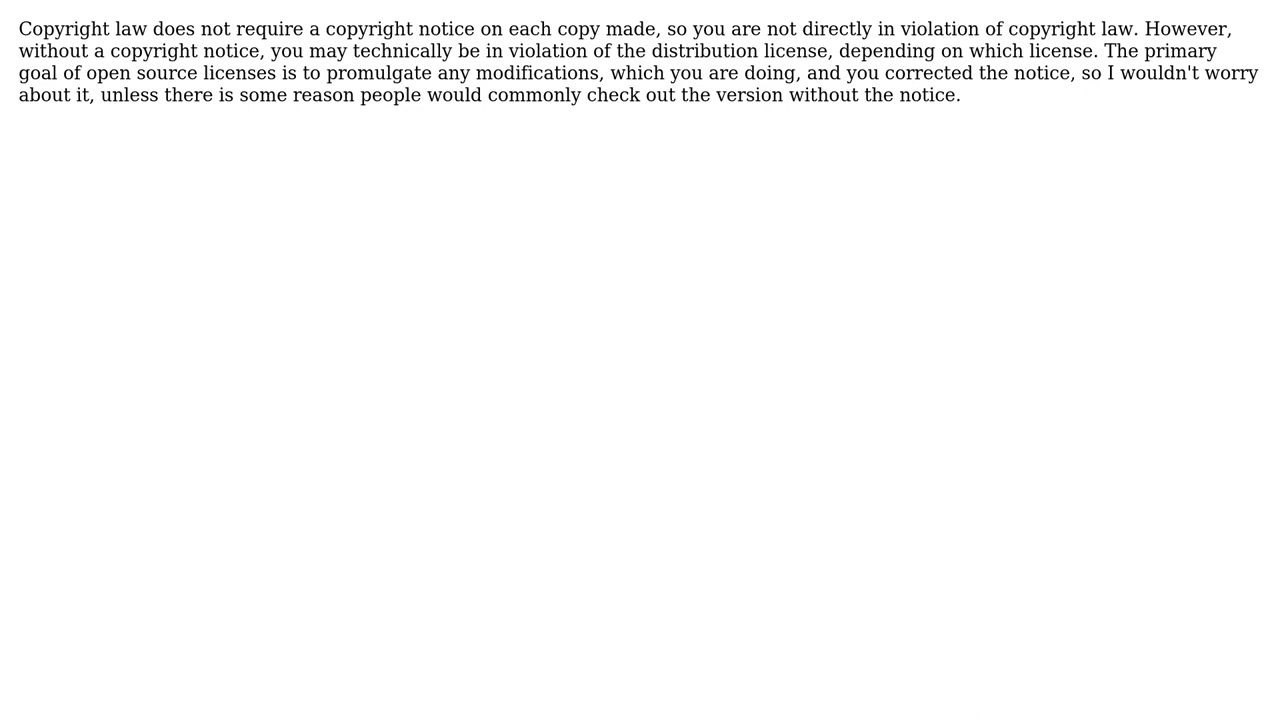 Copyright law does not require a copyright notice on each copy made, so you are not directly in violation of copyright law. However,
without a copyright notice, you may technically be in violation of the distribution license, depending on which license. The primary
goal of open source licenses is to promulgate any modifications, which you are doing, and you corrected the notice, so I wouldn't worry
about it, unless there is some reason people would commonly check out the version without the notice.